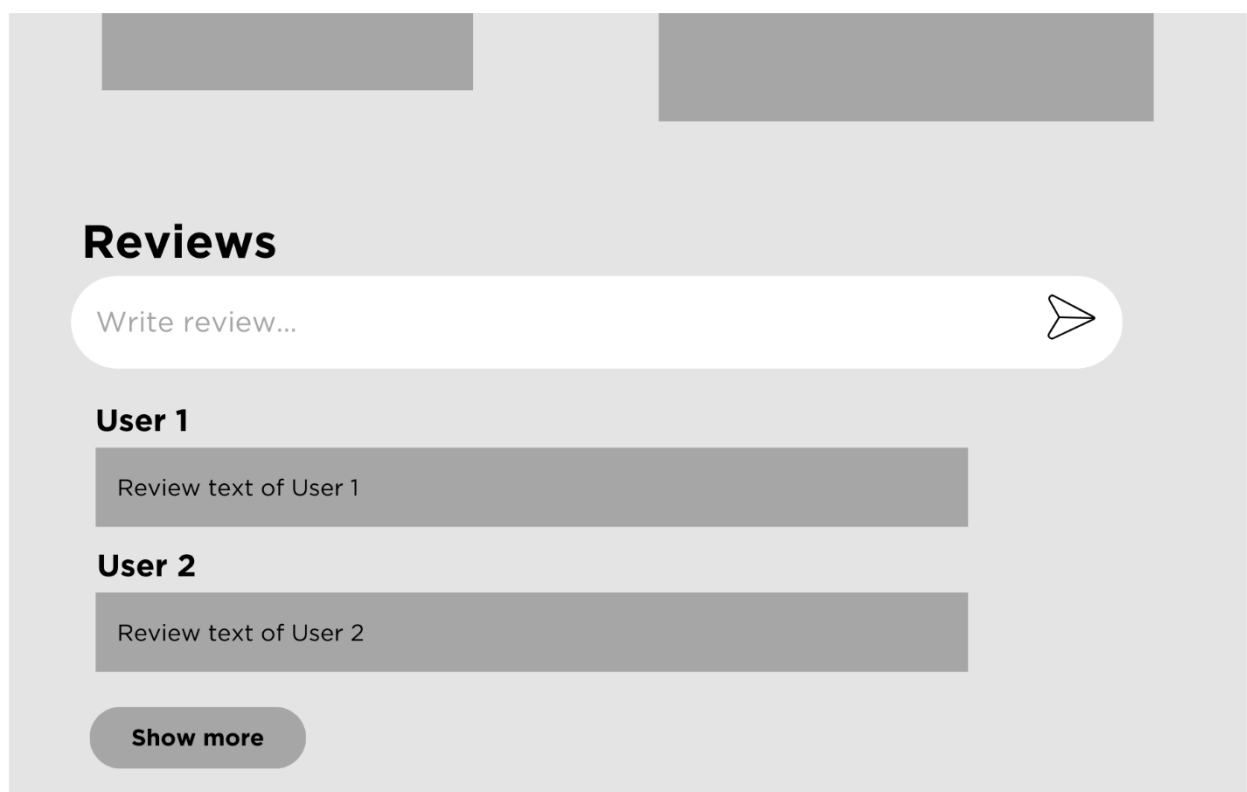 Reviews
Write review...
User 1
Review text of User 1
User 2
Review text of User 2
Show more